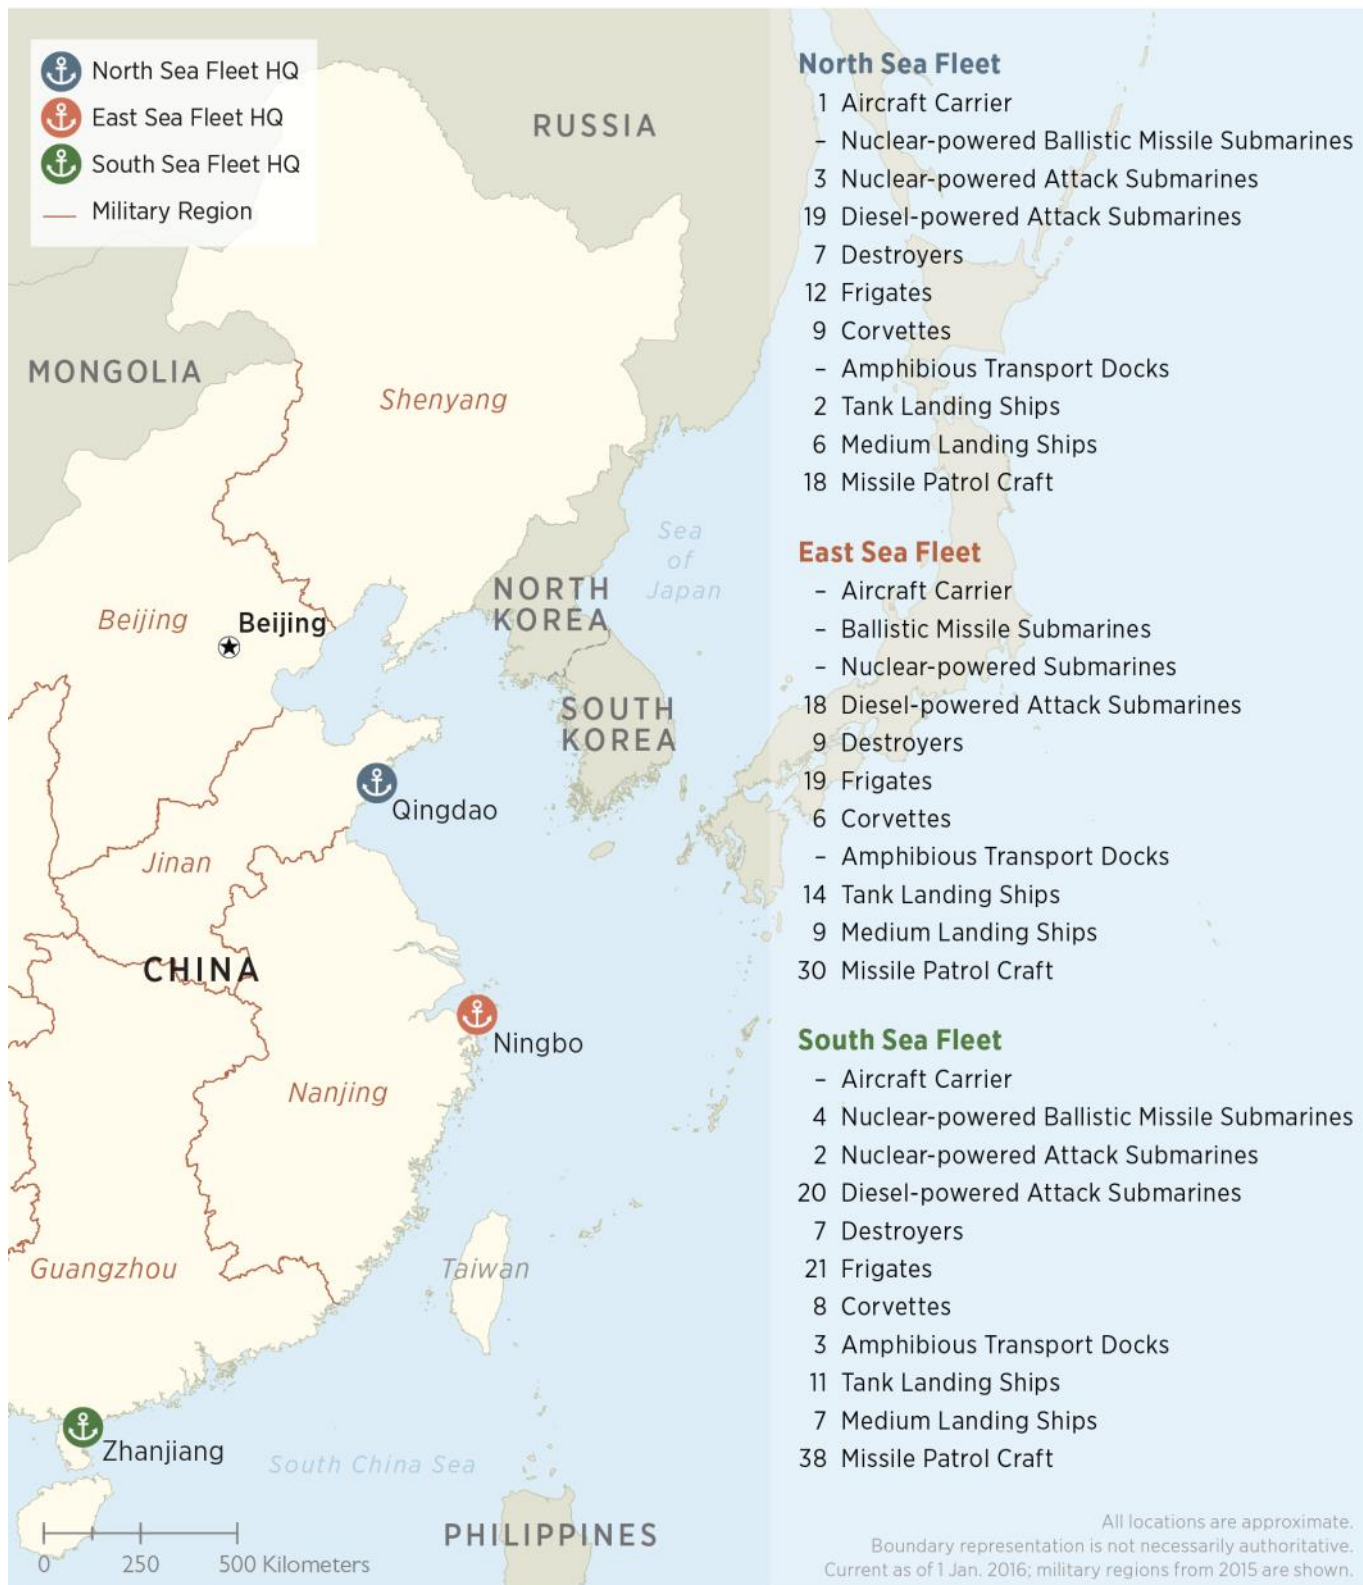 North Sea Fleet HQ
East Sea Fleet HQ
South Sea Fleet HQ
Military Region
RUSSIA
MONGOLIA
Shenyang
Sea
of
Japan
NORTH
KOREA
Beijing
Beijing
SOUTH
KOREA
Qingdao
Jinan
CHINA
Ningbo
Nanjing
Guangzhou
Taiwan
Zhanjiang
South China Sea
PHILIPPINES
0 250 500 Kilometers
North Sea Fleet
1 Aircraft Carrier
– Nuclear-powered Ballistic Missile Submarines
3 Nuclear-powered Attack Submarines
19 Diesel-powered Attack Submarines
7 Destroyers
12 Frigates
9 Corvettes
– Amphibious Transport Docks
2 Tank Landing Ships
6 Medium Landing Ships
18 Missile Patrol Craft
East Sea Fleet
– Aircraft Carrier
– Ballistic Missile Submarines
– Nuclear-powered Submarines
18 Diesel-powered Attack Submarines
9 Destroyers
19 Frigates
6 Corvettes
– Amphibious Transport Docks
14 Tank Landing Ships
9 Medium Landing Ships
30 Missile Patrol Craft
South Sea Fleet
– Aircraft Carrier
4 Nuclear-powered Ballistic Missile Submarines
2 Nuclear-powered Attack Submarines
20 Diesel-powered Attack Submarines
7 Destroyers
21 Frigates
8 Corvettes
3 Amphibious Transport Docks
11 Tank Landing Ships
7 Medium Landing Ships
38 Missile Patrol Craft
All locations are approximate.
Boundary representation is not necessarily authoritative.
Current as of 1 Jan. 2016; military regions from 2015 are shown.